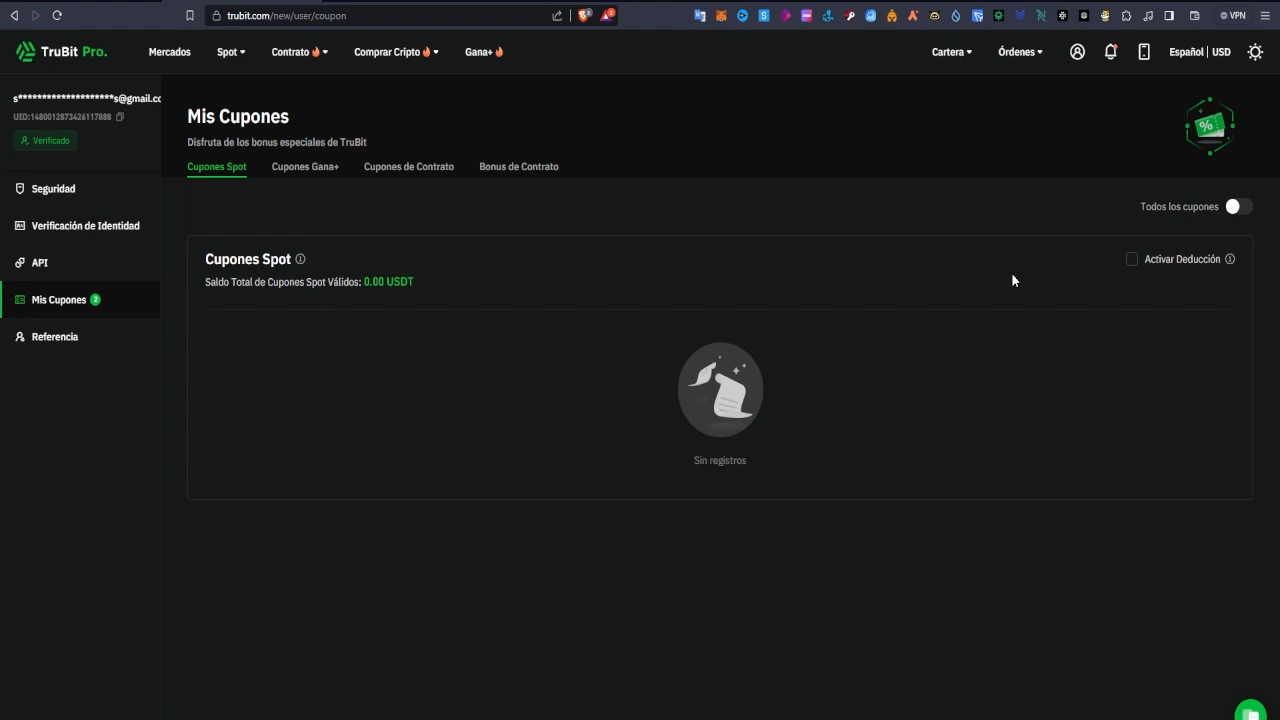 trubit.com/new/user/coupon
VPN
TruBit Pro.
Mercados
Spot
Contrato
Comprar Cripto
Gana+
Cartera
Órdenes
Español | USD
s********************s@gmail.co
UID:1480012873426117888
Verificado
Seguridad
Verificación de Identidad
API
Mis Cupones 2
Referencia
Mis Cupones
Disfruta de los bonus especiales de TruBit
Cupones Spot
Cupones Gana+
Cupones de Contrato
Bonus de Contrato
Todos los cupones
Cupones Spot
Activar Deducción
Saldo Total de Cupones Spot Válidos: 0.00 USDT
Sin registros